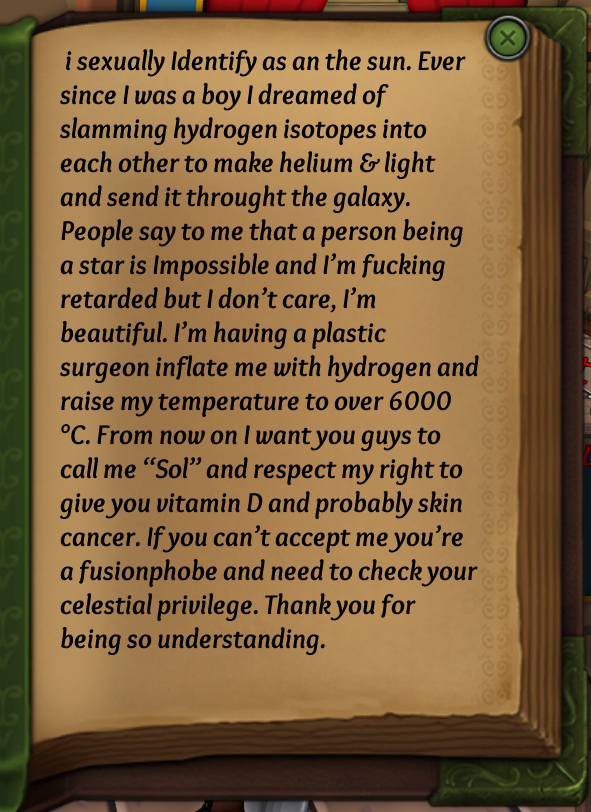 i sexually Identify as an the sun. Ever
since I was a boy I dreamed of
slamming hydrogen isotopes into
each other to make helium & light
and send it throught the galaxy.
People say to me that a person being
a star is Impossible and I'm fucking
retarded but I don't care, I'm
beautiful. I'm having a plastic
surgeon inflate me with hydrogen and
raise my temperature to over 6000
°C. From now on I want you guys to
call me “Sol” and respect my right to
give you vitamin D and probably skin
cancer. If you can't accept me you're
a fusionphobe and need to check your
celestial privilege. Thank you for
being so understanding.